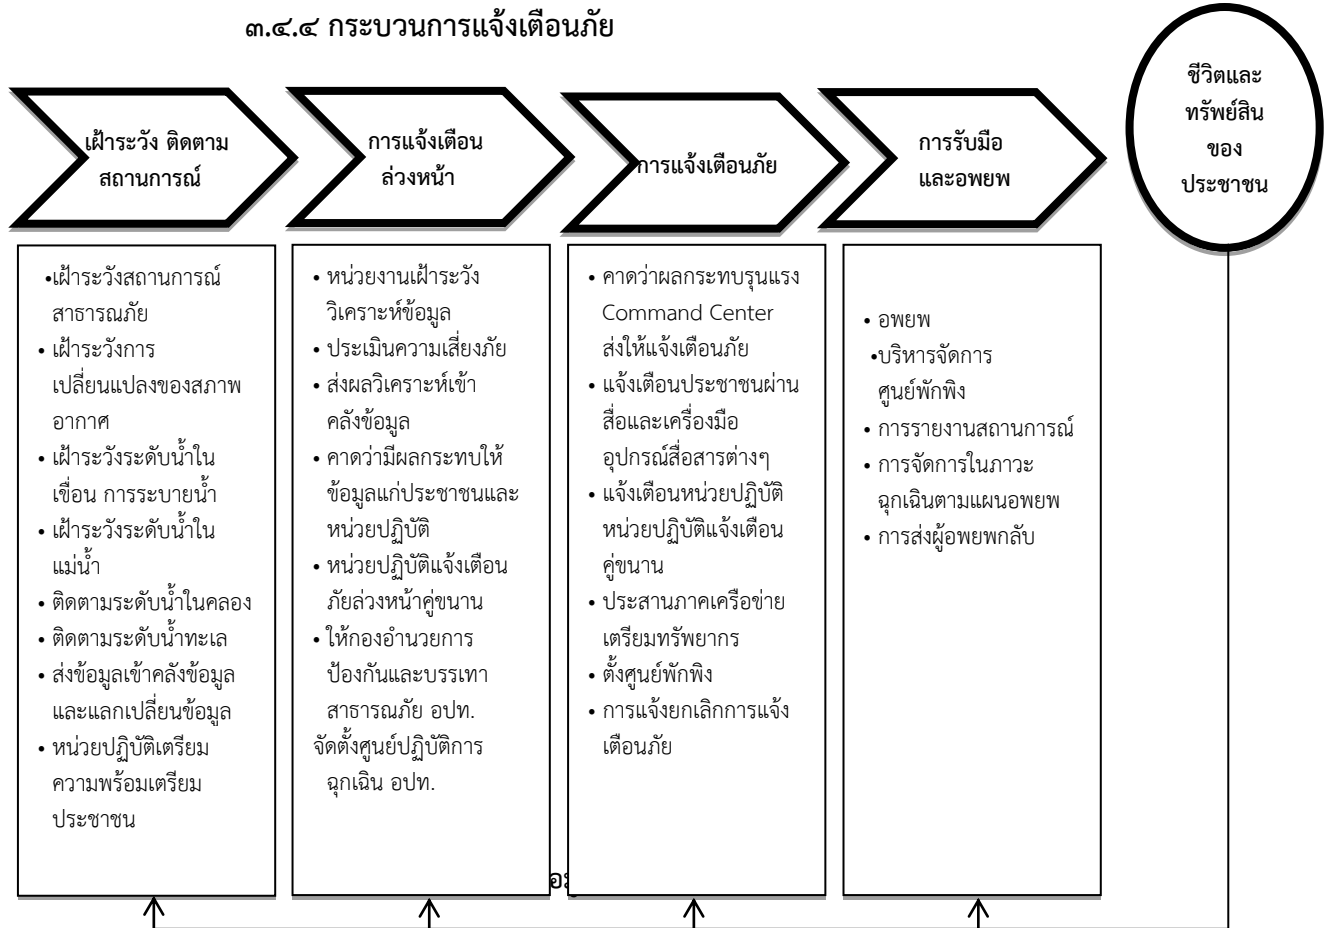 ๓.๔.๔ กระบวนการแจ้งเตือนภัย
เฝ้าระวัง ติดตาม
สถานการณ์
การแจ้งเตือน
ล่วงหน้า
การแจ้งเตือนภัย
การรับมือ
และอพยพ
ชีวิตและ
ทรัพย์สิน
ของ
ประชาชน
•เฝ้าระวังสถานการณ์
สาธารณภัย
• เฝ้าระวังการ
เปลี่ยนแปลงของสภาพ
อากาศ
• เฝ้าระวังระดับน้ำใน
เขื่อน การระบายน้ำ
• เฝ้าระวังระดับน้ำใน
แม่น้ำ
• ติดตามระดับน้ำในคลอง
• ติดตามระดับน้ำทะเล
• ส่งข้อมูลเข้าคลังข้อมูล
และแลกเปลี่ยนข้อมูล
• หน่วยปฏิบัติเตรียม
ความพร้อมเตรียม
ประชาชน
• หน่วยงานเฝ้าระวัง
วิเคราะห์ข้อมูล
• ประเมินความเสี่ยงภัย
• ส่งผลวิเคราะห์เข้า
คลังข้อมูล
• คาดว่ามีผลกระทบให้
ข้อมูลแก่ประชาชนและ
หน่วยปฏิบัติ
• หน่วยปฏิบัติแจ้งเตือน
ภัยล่วงหน้าคู่ขนาน
• ให้กองอำนวยการ
ป้องกันและบรรเทา
สาธารณภัย อปท.
จัดตั้งศูนย์ปฏิบัติการ
ฉุกเฉิน อปท.
• คาดว่าผลกระทบรุนแรง
Command Center
ส่งให้แจ้งเตือนภัย
• แจ้งเตือนประชาชนผ่าน
สื่อและเครื่องมือ
อุปกรณ์สื่อสารต่างๆ
• แจ้งเตือนหน่วยปฏิบัติ
หน่วยปฏิบัติแจ้งเตือน
คู่ขนาน
• ประสานภาคเครือข่าย
เตรียมทรัพยากร
• ตั้งศูนย์พักพิง
• การแจ้งยกเลิกการแจ้ง
เตือนภัย
• อพยพ
•บริหารจัดการ
ศูนย์พักพิง
• การรายงานสถานการณ์
• การจัดการในภาวะ
ฉุกเฉินตามแผนอพยพ
• การส่งผู้อพยพกลับ